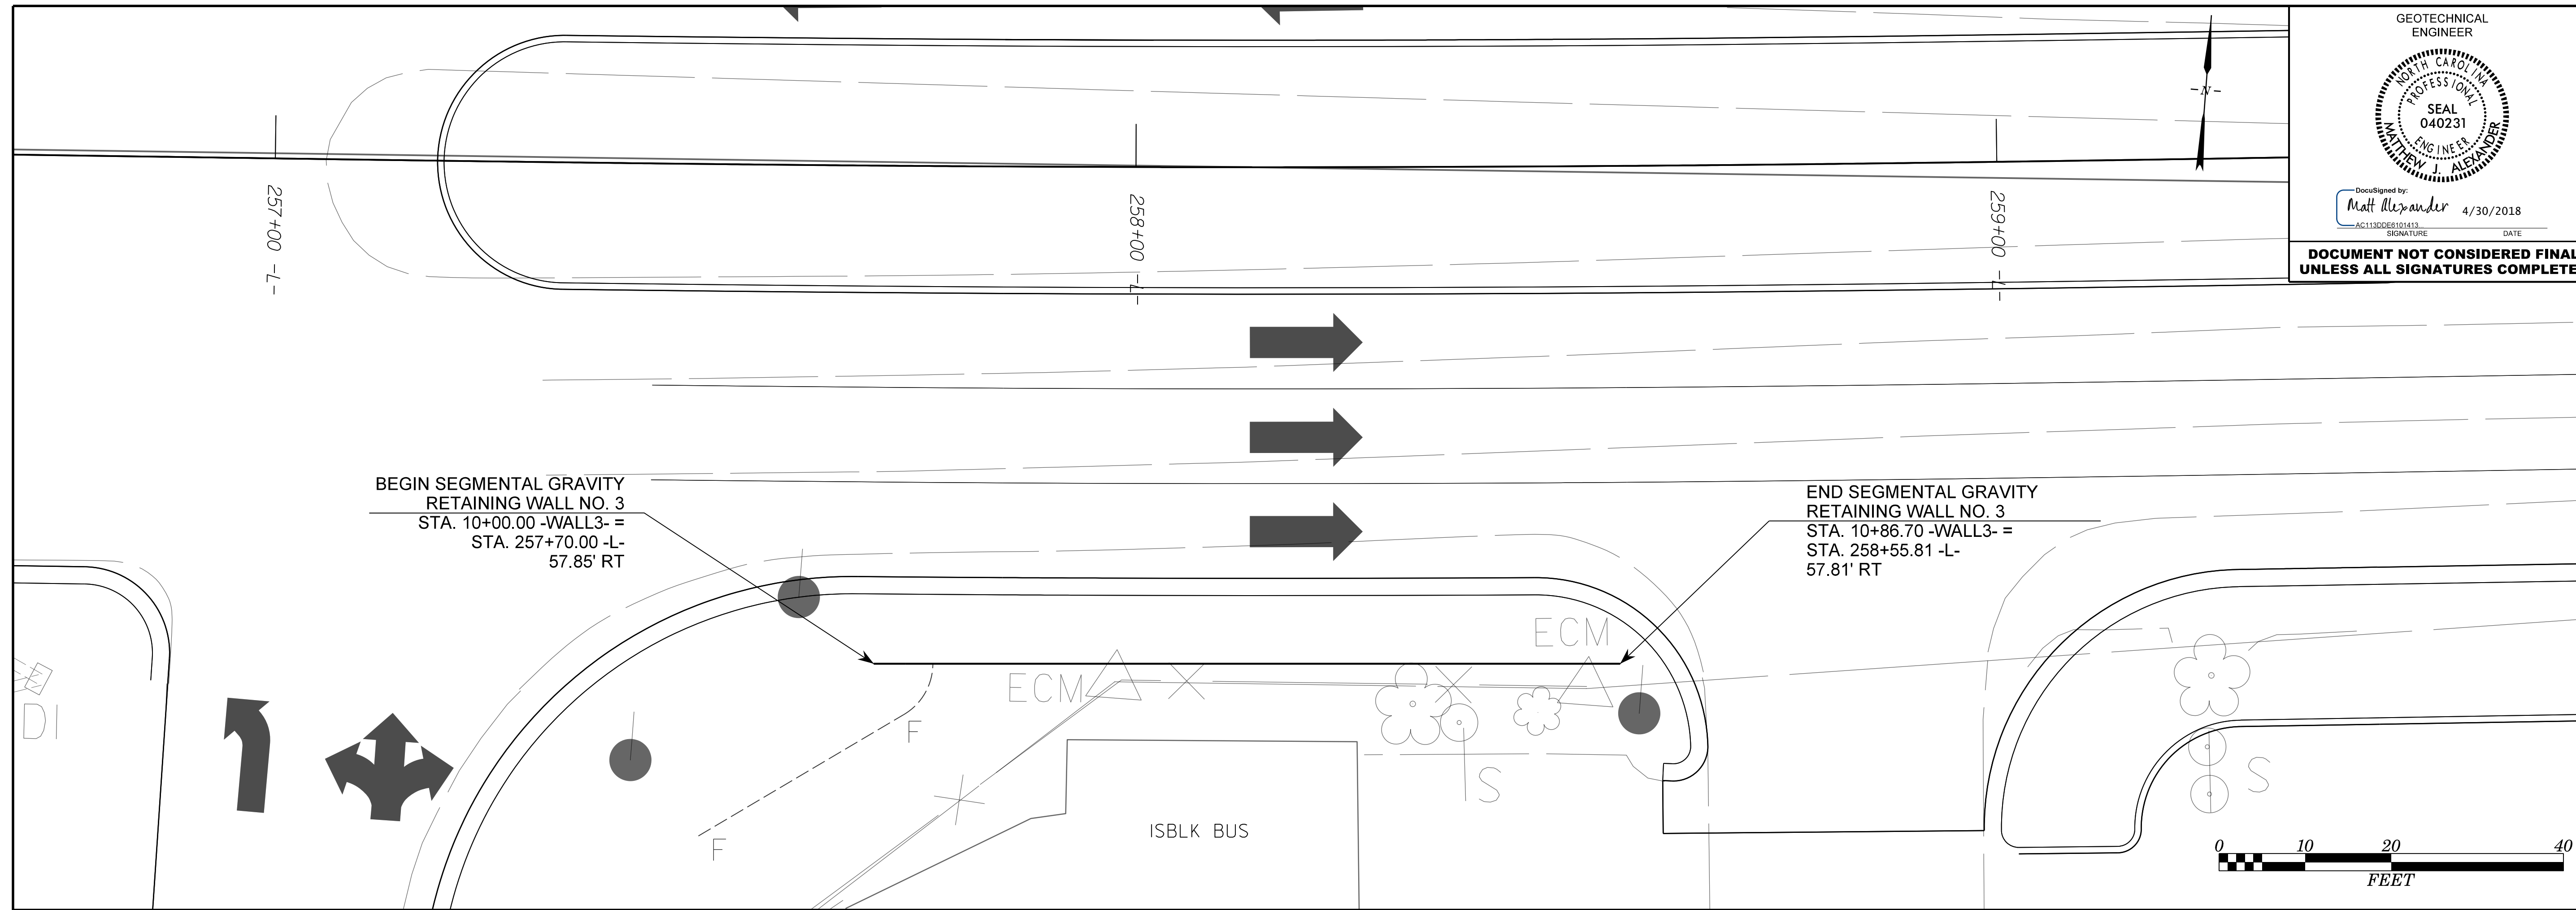 GEOTECHNICAL
ENGINEER
NORTH CAROLINA
PROFESSIONAL
SEAL
040231
ENGINEER
MATTHEW J. ALEXANDER
DocuSigned by:
Matt Alexander 4/30/2018
AC113DDE6101413...
SIGNATURE DATE
DOCUMENT NOT CONSIDERED FINAL
UNLESS ALL SIGNATURES COMPLETE
N
257+00 -L-
258+00 -L-
259+00 -L-
BEGIN SEGMENTAL GRAVITY
RETAINING WALL NO. 3
STA. 10+00.00 -WALL3- =
STA. 257+70.00 -L-
57.85' RT
END SEGMENTAL GRAVITY
RETAINING WALL NO. 3
STA. 10+86.70 -WALL3- =
STA. 258+55.81 -L-
57.81' RT
ECM
ECM
DI
F
F
S
S
ISBLK BUS
0 10 20 40
FEET